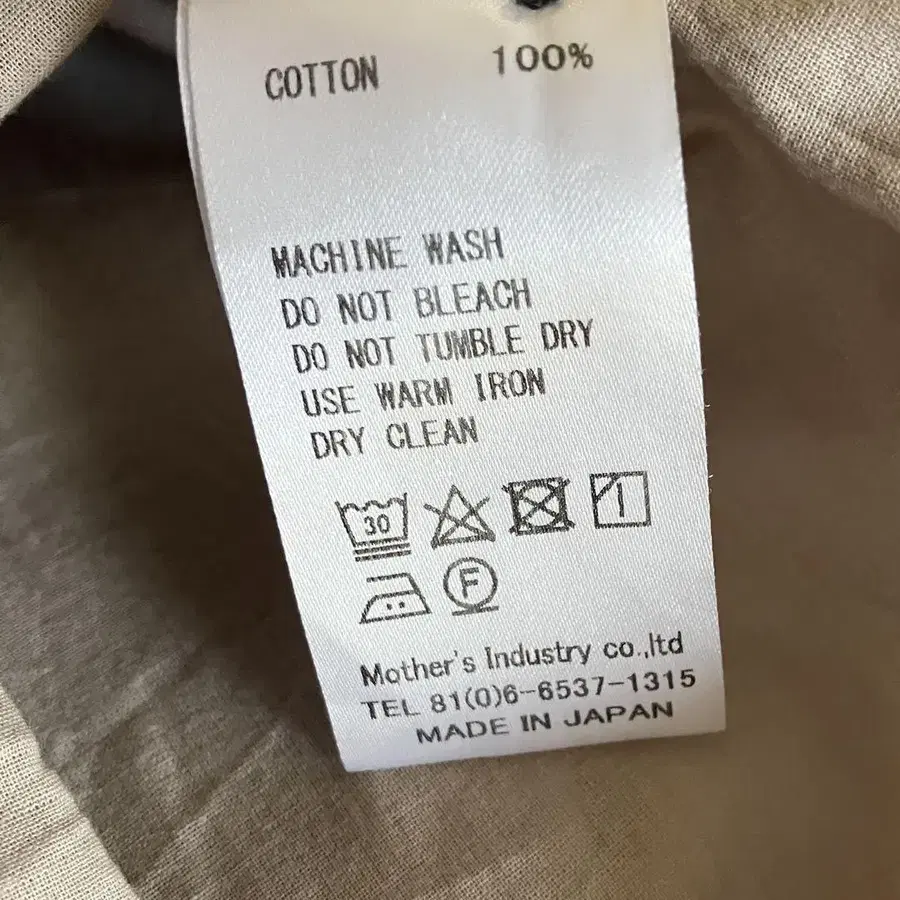 COTTON 100%
MACHINE WASH
DO NOT BLEACH
DO NOT TUMBLE DRY
USE WARM IRON
DRY CLEAN
30
F
Mother's Industry co.,ltd
TEL 81(0)6-6537-1315
MADE IN JAPAN